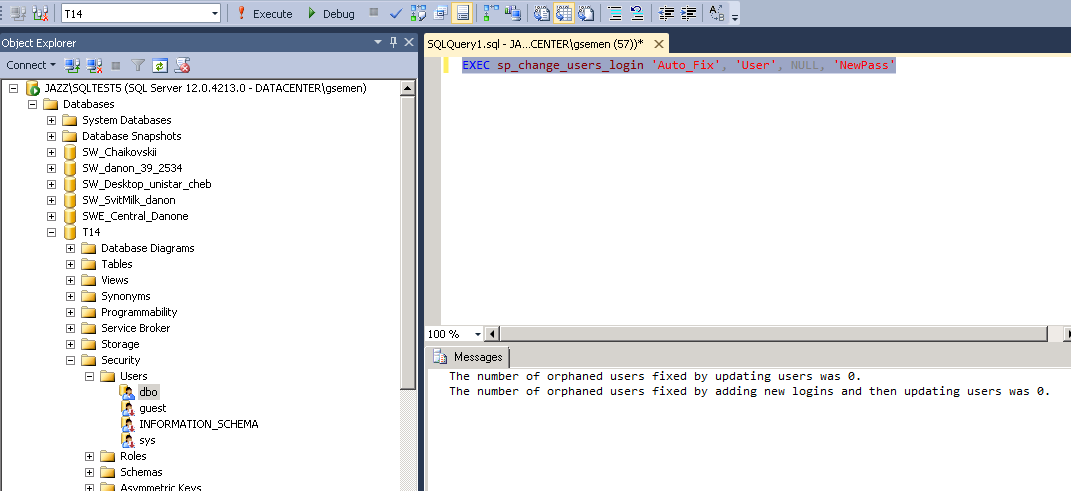 T14
Execute
Debug
Object Explorer
Connect
JAZZ\SQLTEST5 (SQL Server 12.0.4213.0 - DATACENTER\gsemen)
Databases
System Databases
Database Snapshots
SW_Chaikovskii
SW_danon_39_2534
SW_Desktop_unistar_cheb
SW_SvitMilk_danon
SWE_Central_Danone
T14
Database Diagrams
Tables
Views
Synonyms
Programmability
Service Broker
Storage
Security
Users
dbo
guest
INFORMATION_SCHEMA
sys
Roles
Schemas
Asymmetric Keys
SQLQuery1.sql - JA...CENTER\gsemen (57))*
EXEC sp_change_users_login 'Auto_Fix', 'User', NULL, 'NewPass'
100 %
Messages
The number of orphaned users fixed by updating users was 0.
The number of orphaned users fixed by adding new logins and then updating users was 0.